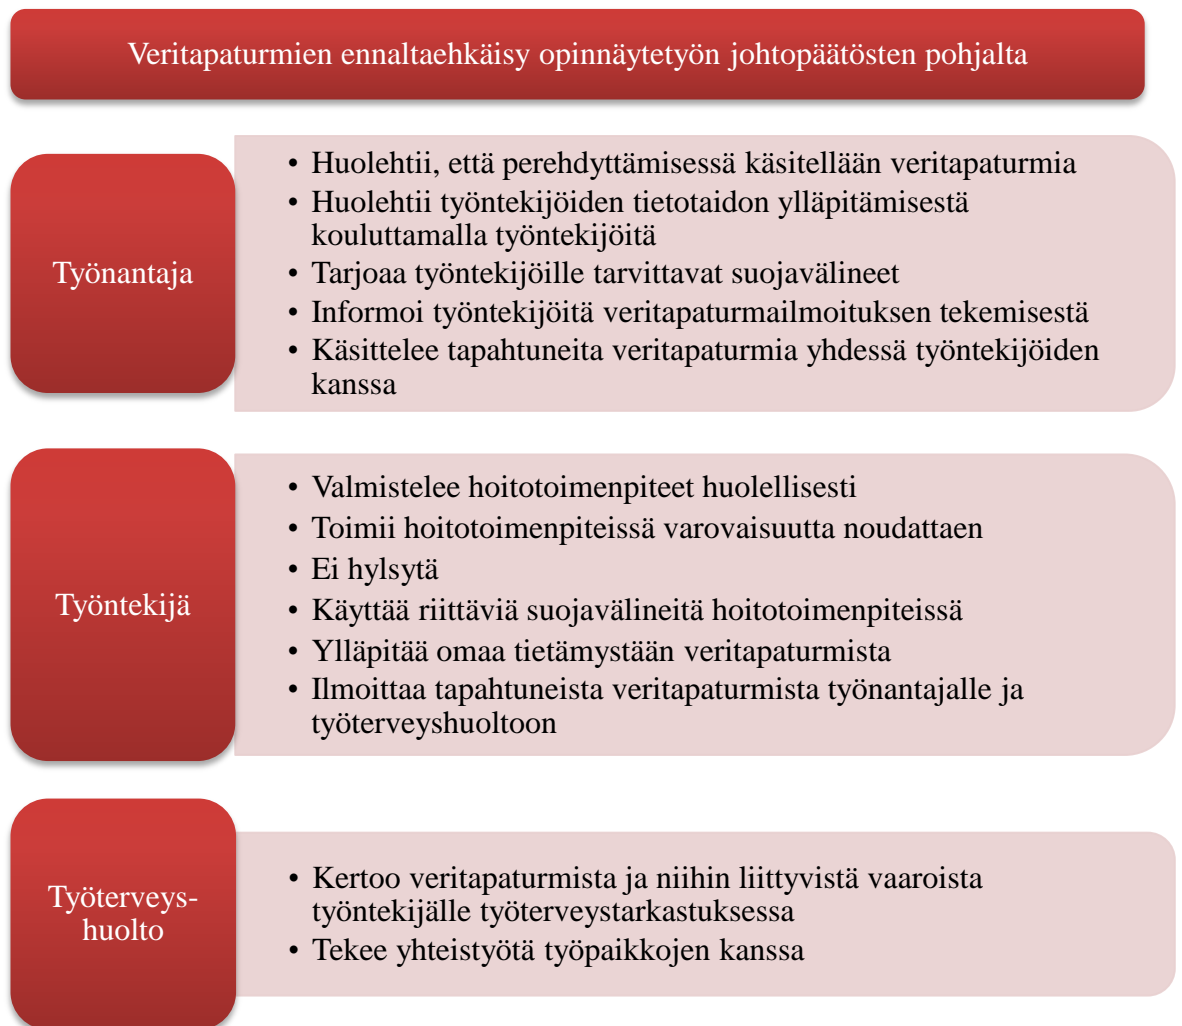 Veritapaturmien ennaltaehkäisy opinnäytetyön johtopäätösten pohjalta
Työnantaja
• Huolehtii, että perehdyttämisessä käsitellään veritapaturmia
• Huolehtii työntekijöiden tietotaidon ylläpitämisestä
kouluttamalla työntekijöitä
• Tarjoaa työntekijöille tarvittavat suojavälineet
• Informoi työntekijöitä veritapaturmailmoituksen tekemisestä
• Käsittelee tapahtuneita veritapaturmia yhdessä työntekijöiden
kanssa
Työntekijä
• Valmistelee hoitotoimenpiteet huolellisesti
• Toimii hoitotoimenpiteissä varovaisuutta noudattaen
• Ei hylsytä
• Käyttää riittäviä suojavälineitä hoitotoimenpiteissä
• Ylläpitää omaa tietämystään veritapaturmista
• Ilmoittaa tapahtuneista veritapaturmista työnantajalle ja
työterveyshuoltoon
Työterveys-
huolto
• Kertoo veritapaturmista ja niihin liittyvistä vaaroista
työntekijälle työterveystarkastuksessa
• Tekee yhteistyötä työpaikkojen kanssa